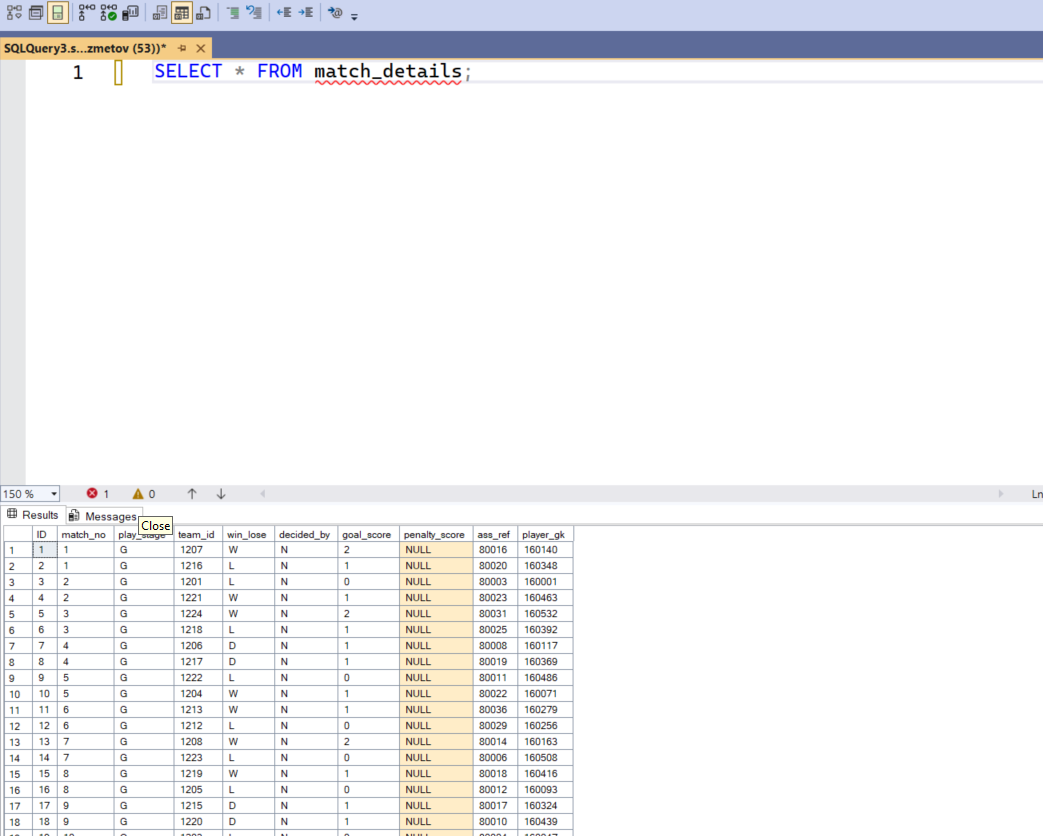 SQLQuery3.s...zmetov (53))*
1 SELECT * FROM match_details;
150 % 1 0 Ln
Results Messages Close
ID match_no play_stage team_id win_lose decided_by goal_score penalty_score ass_ref player_gk
1 1 1 G 1207 W N 2 NULL 80016 160140
2 2 1 G 1216 L N 1 NULL 80020 160348
3 3 2 G 1201 L N 0 NULL 80003 160001
4 4 2 G 1221 W N 1 NULL 80023 160463
5 5 3 G 1224 W N 2 NULL 80031 160532
6 6 3 G 1218 L N 1 NULL 80025 160392
7 7 4 G 1206 D N 1 NULL 80008 160117
8 8 4 G 1217 D N 1 NULL 80019 160369
9 9 5 G 1222 L N 0 NULL 80011 160486
10 10 5 G 1204 W N 1 NULL 80022 160071
11 11 6 G 1213 W N 1 NULL 80036 160279
12 12 6 G 1212 L N 0 NULL 80029 160256
13 13 7 G 1208 W N 2 NULL 80014 160163
14 14 7 G 1223 L N 0 NULL 80006 160508
15 15 8 G 1219 W N 1 NULL 80018 160416
16 16 8 G 1205 L N 0 NULL 80012 160093
17 17 9 G 1215 D N 1 NULL 80017 160324
18 18 9 G 1220 D N 1 NULL 80010 160439